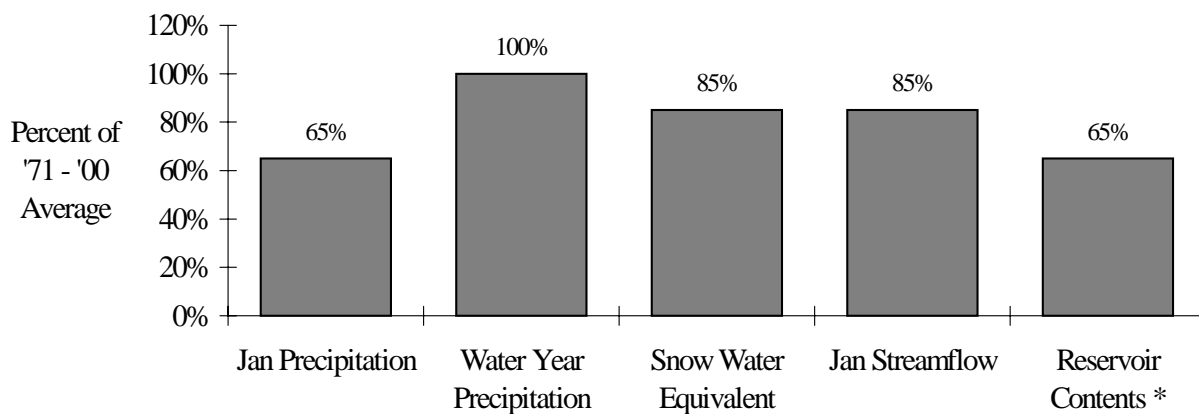 120%
100%
80%
60%
40%
20%
0%
Percent of
'71 - '00
Average
65%
100%
85%
85%
65%
Jan Precipitation
Water Year
Precipitation
Snow Water
Equivalent
Jan Streamflow
Reservoir
Contents *